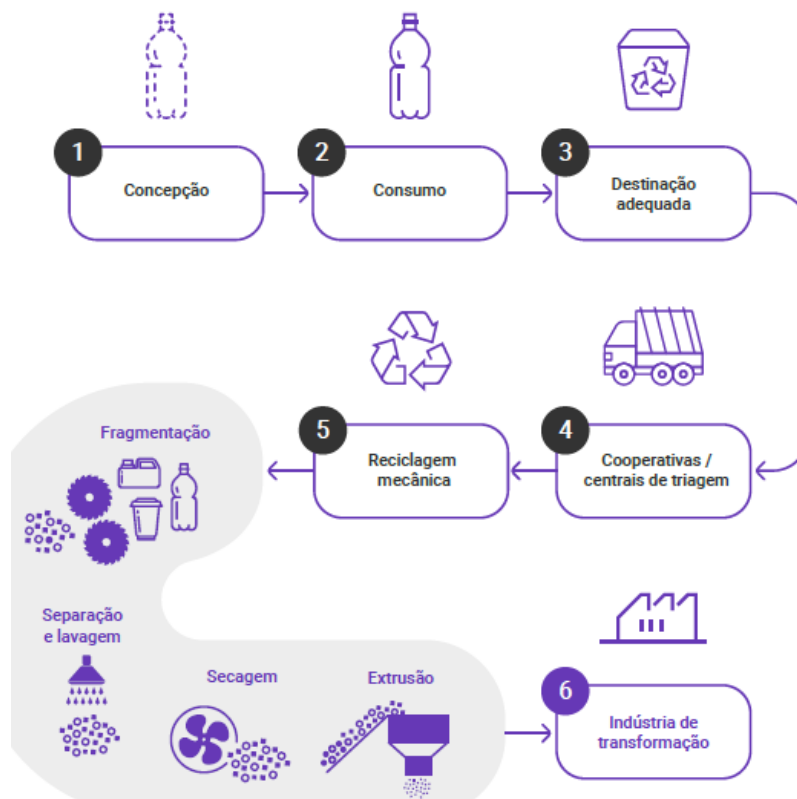 1
Concepção
2
Consumo
3
Destinação
adequada
4
Cooperativas /
centrais de triagem
5
Reciclagem
mecânica
Fragmentação
Separação
e lavagem
Secagem
Extrusão
6
Indústria de
transformação